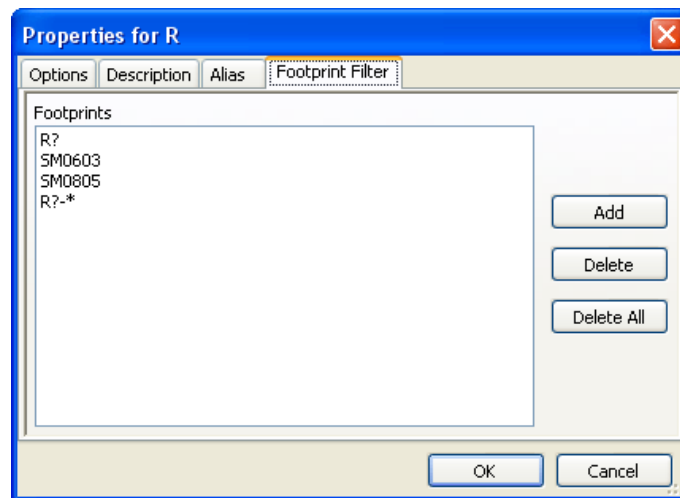 Properties for R
Options Description Alias Footprint Filter
Footprints
R?
SM0603
SM0805
R?-*
Add
Delete
Delete All
OK Cancel